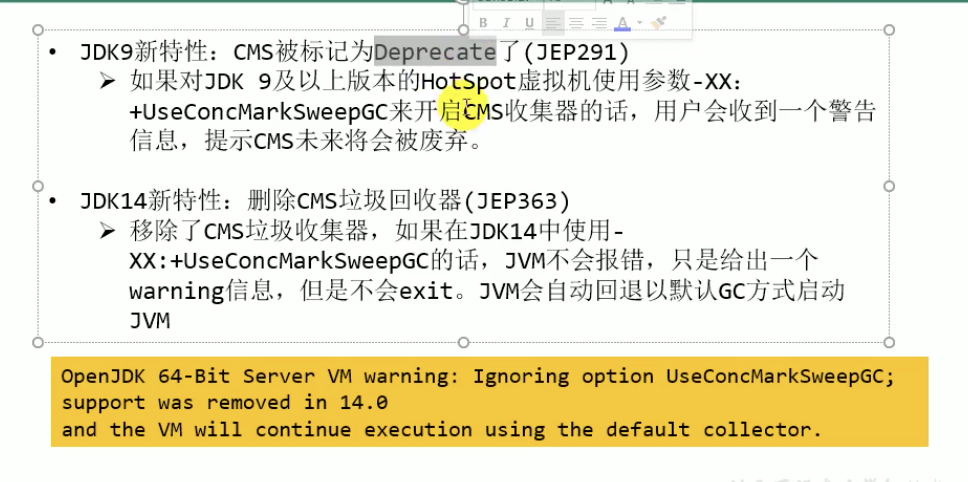 B I U
• JDK9新特性：CMS被标记为Deprecate了(JEP291)
➤ 如果对JDK 9及以上版本的HotSpot虚拟机使用参数-XX:
+UseConcMarkSweepGC来开启CMS收集器的话，用户会收到一个警告
信息，提示CMS未来将会被废弃。
• JDK14新特性：删除CMS垃圾回收器(JEP363)
➤ 移除了CMS垃圾收集器，如果在JDK14中使用-
XX:+UseConcMarkSweepGC的话，JVM不会报错，只是给出一个
warning信息，但是不会exit。JVM会自动回退以默认GC方式启动
JVM
OpenJDK 64-Bit Server VM warning: Ignoring option UseConcMarkSweepGC;
support was removed in 14.0
and the VM will continue execution using the default collector.